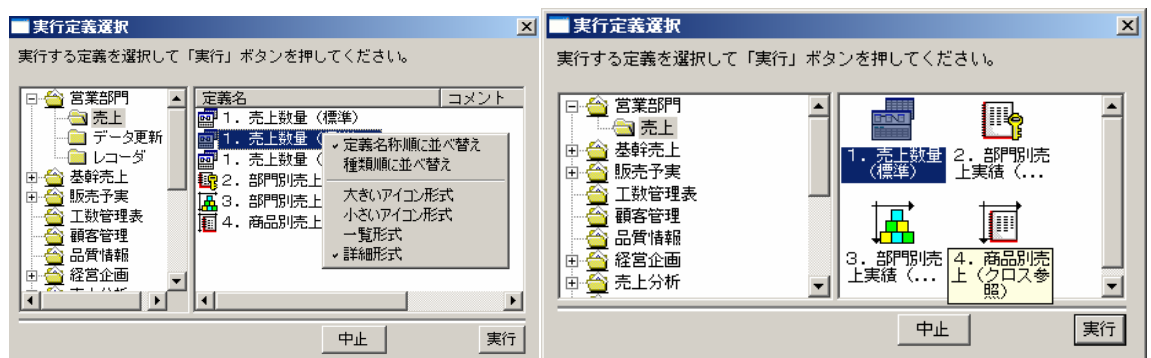 実行定義選択
実行する定義を選択して「実行」ボタンを押してください。
営業部門
売上
データ更新
レコーダ
基幹売上
販売予実
工数管理表
顧客管理
品質情報
経営企画
定義名
コメント
1．売上数量（標準）
1．売上数量（
1．売上数量（
2．部門別売上
3．部門別売上
4．商品別売上
定義名称順に並べ替え
種類順に並べ替え
大きいアイコン形式
小さいアイコン形式
一覧形式
詳細形式
中止
実行
実行定義選択
実行する定義を選択して「実行」ボタンを押してください。
営業部門
売上
基幹売上
販売予実
工数管理表
顧客管理
品質情報
経営企画
売上分析
1．売上数量
（標準）
2．部門別売
上実績（...
3．部門別売
上実績（...
4．商品別売
上（クロス参
照）
中止
実行